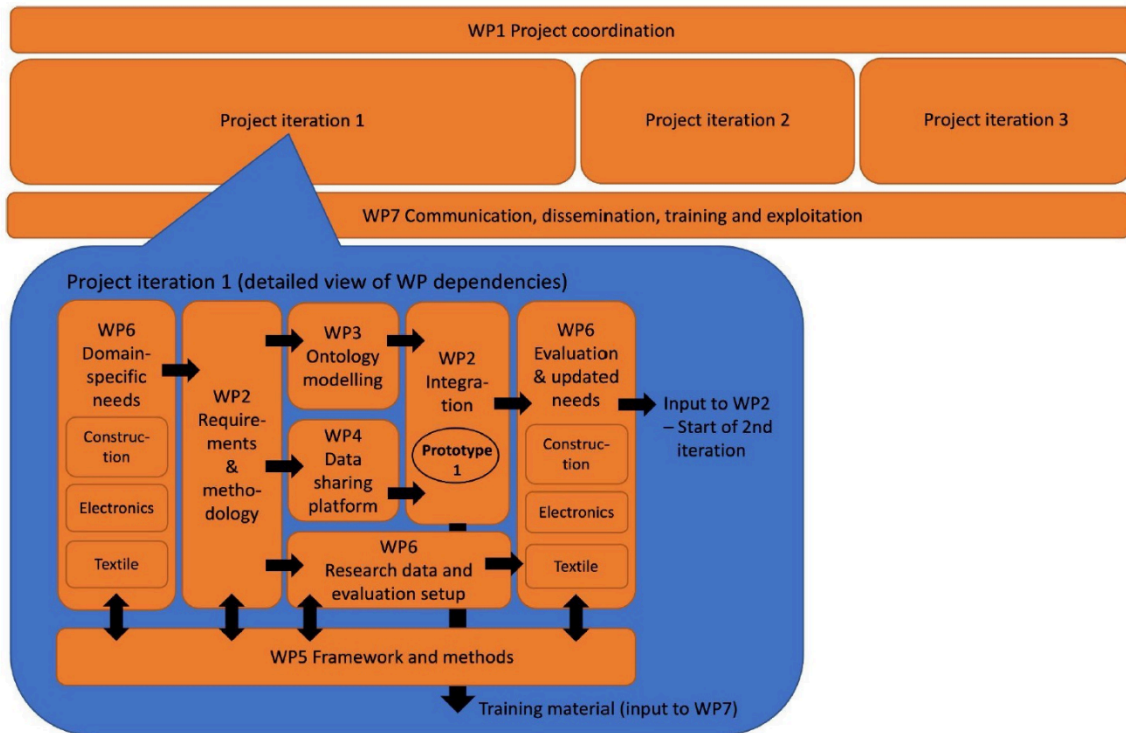 WP1 Project coordination
Project iteration 1
Project iteration 2
Project iteration 3
WP7 Communication, dissemination, training and exploitation
Project iteration 1 (detailed view of WP dependencies)
WP6
Domain-
specific
needs
Construc-
tion
Electronics
Textile
WP2
Require-
ments
&
metho-
dology
WP3
Ontology
modelling
WP4
Data
sharing
platform
WP2
Integra-
tion
Prototype
1
WP6
Research data and
evaluation setup
WP6
Evaluation
& updated
needs
Construc-
tion
Electronics
Textile
Input to WP2
– Start of 2nd
iteration
WP5 Framework and methods
Training material (input to WP7)